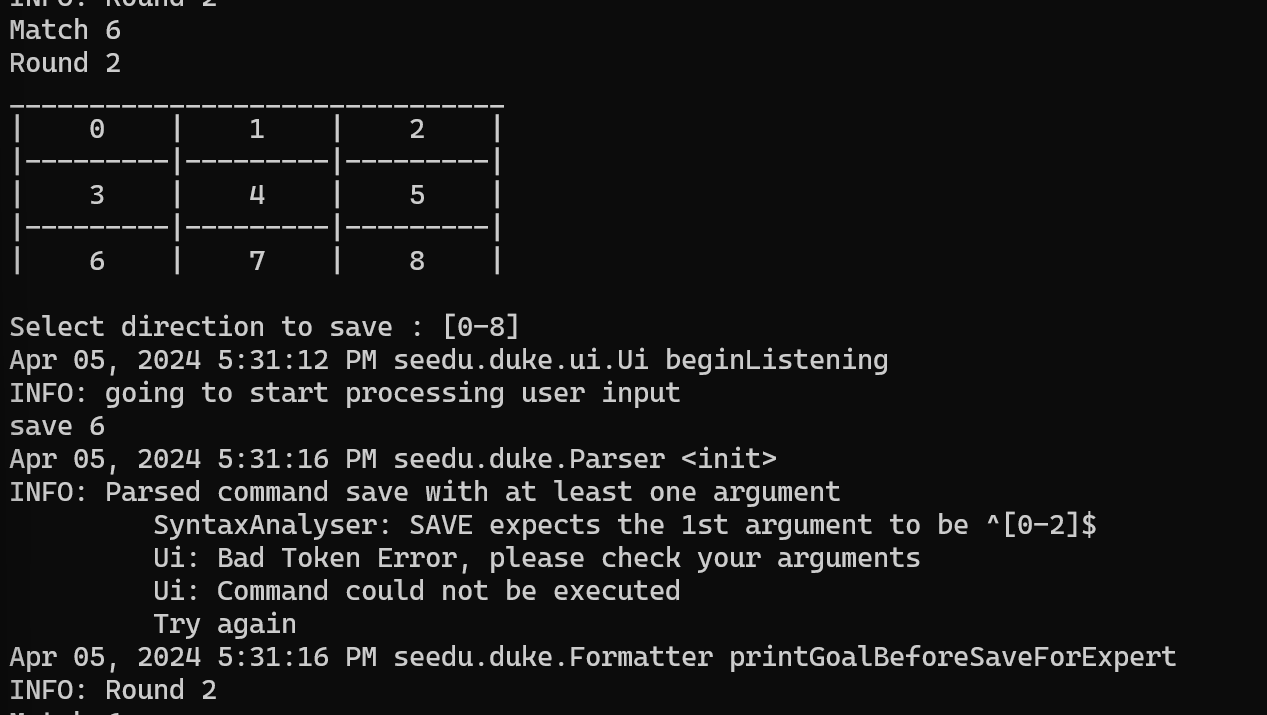 INFO: Round 2
Match 6
Round 2
_______________________________
|    0    |    1    |    2    |
|---------|---------|---------|
|    3    |    4    |    5    |
|---------|---------|---------|
|    6    |    7    |    8    |
Select direction to save : [0-8]
Apr 05, 2024 5:31:12 PM seedu.duke.ui.Ui beginListening
INFO: going to start processing user input
save 6
Apr 05, 2024 5:31:16 PM seedu.duke.Parser <init>
INFO: Parsed command save with at least one argument
SyntaxAnalyser: SAVE expects the 1st argument to be ^[0-2]$
Ui: Bad Token Error, please check your arguments
Ui: Command could not be executed
Try again
Apr 05, 2024 5:31:16 PM seedu.duke.Formatter printGoalBeforeSaveForExpert
INFO: Round 2